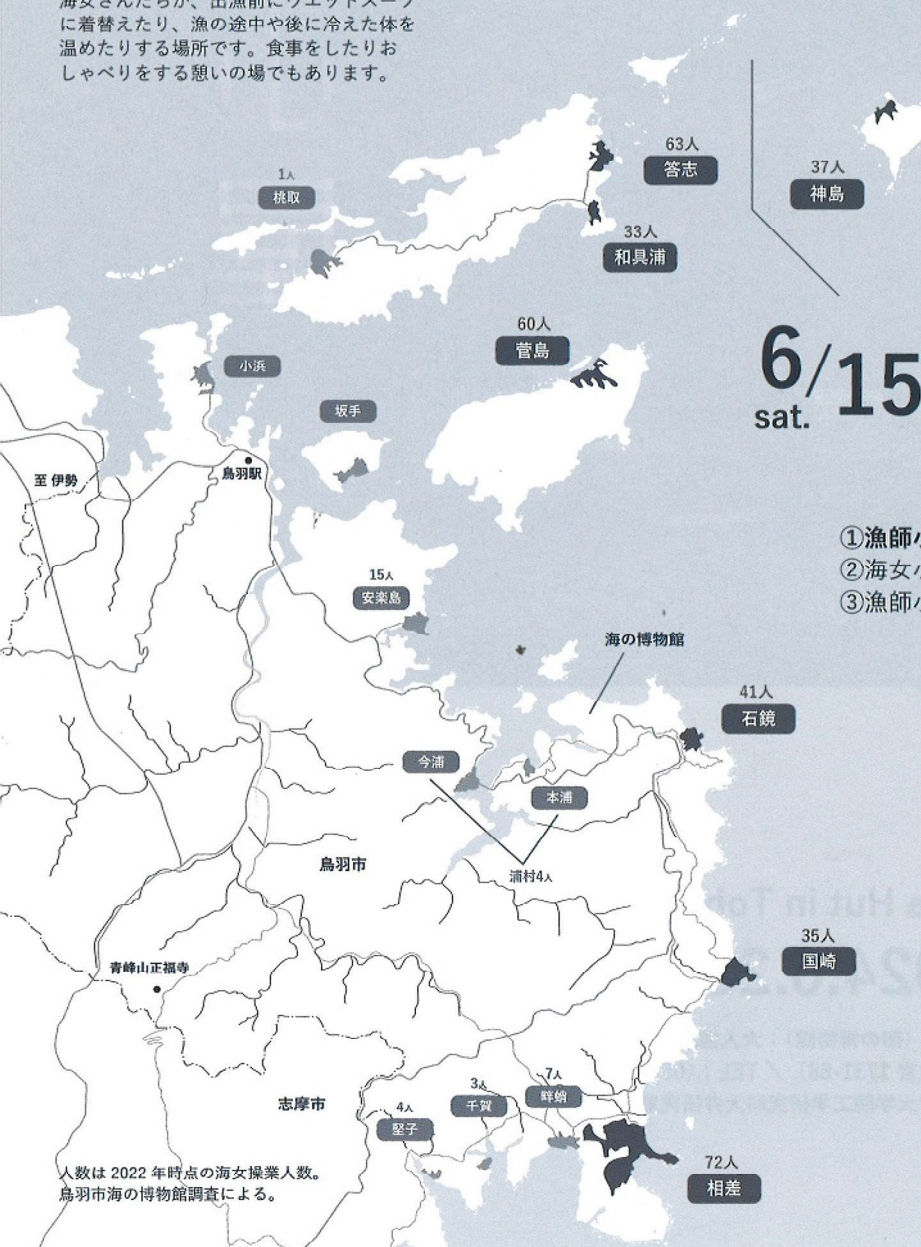 海女さんたちが、出漁前にウエットスーツ
に着替えたり、漁の途中や後に冷えた体を
温めたりする場所です。食事をしたりお
しゃべりをする憩いの場でもあります。
63人
答志
37人
神島
1人
桃取
33人
和具浦
60人
菅島
6/15
sat.
小浜
坂手
鳥羽駅
至 伊勢
①漁師
②海女
③漁師
15人
安楽島
海の博物館
41人
石鏡
今浦
本浦
鳥羽市
浦村4人
35人
国崎
青峰山正福寺
志摩市
7人
畔蛸
3人
千賀
4人
堅子
72人
相差
人数は 2022 年時点の海女操業人数。
鳥羽市海の博物館調査による。